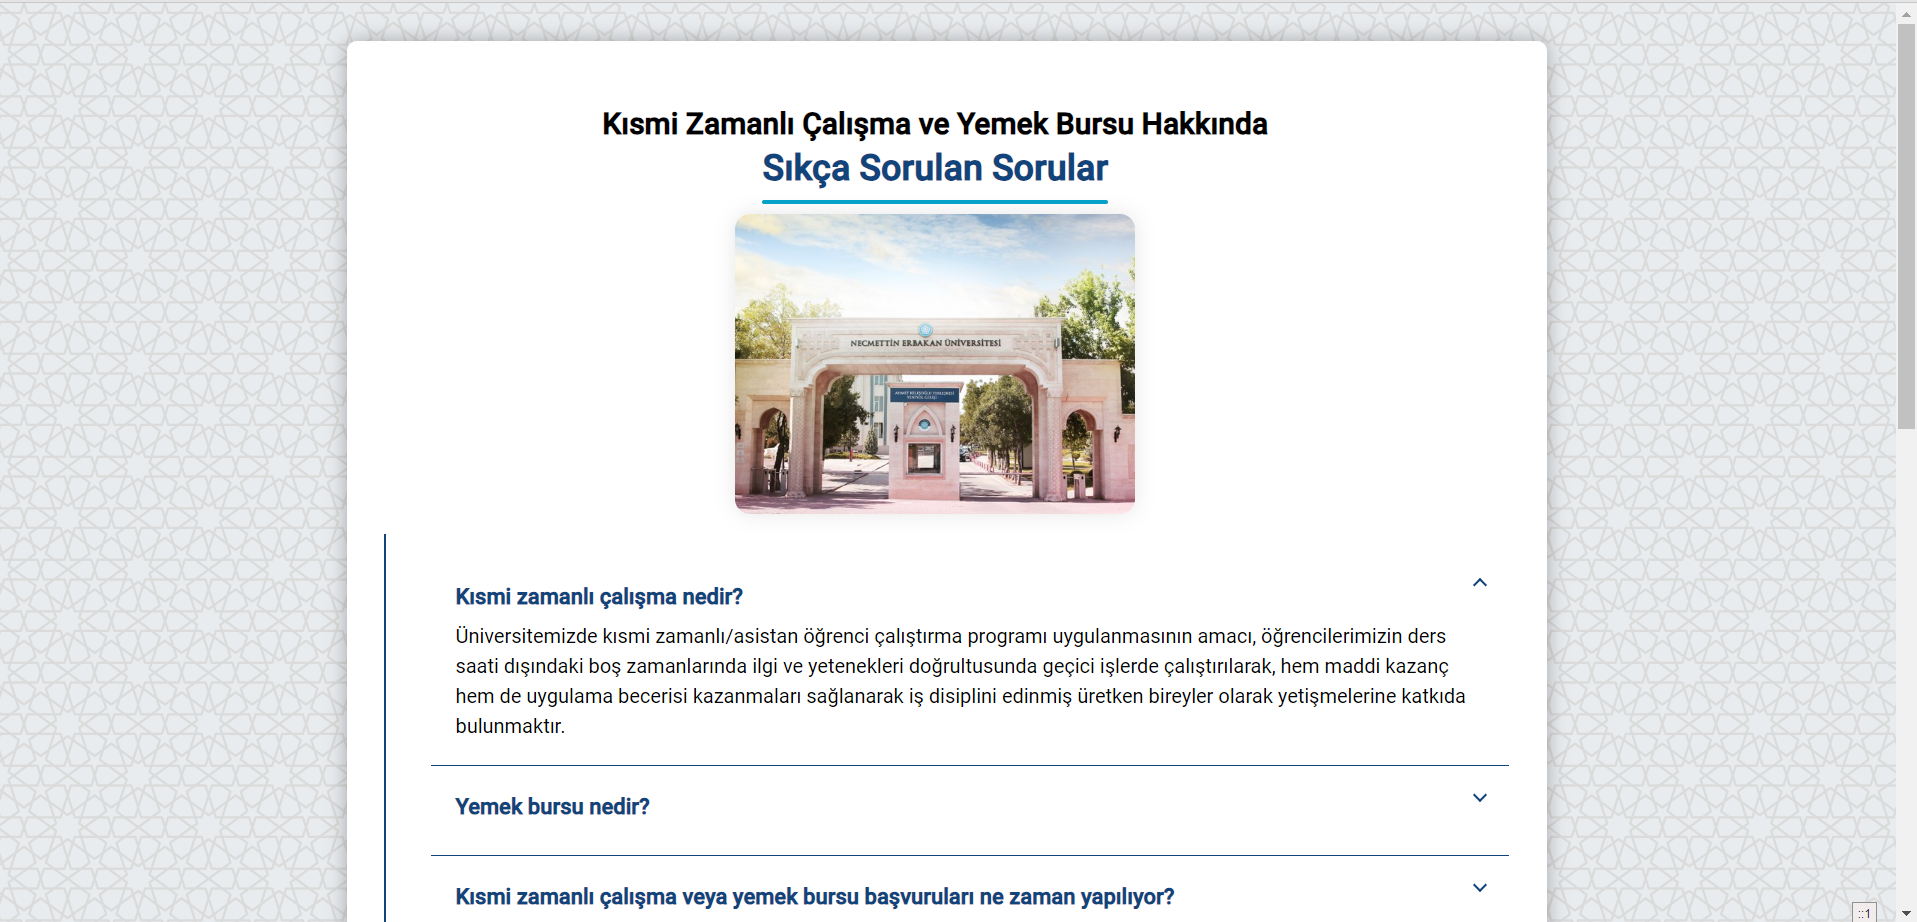 Kısmi Zamanlı Çalışma ve Yemek Bursu Hakkında
Sıkça Sorulan Sorular
NECMETTİN ERBAKAN ÜNİVERSİTESİ
Kısmi zamanlı çalışma nedir?
Üniversitemizde kısmi zamanlı/asistan öğrenci çalıştırma programı uygulanmasının amacı, öğrencilerimizin ders
saati dışındaki boş zamanlarında ilgi ve yetenekleri doğrultusunda geçici işlerde çalıştırılarak, hem maddi kazanç
hem de uygulama becerisi kazanmaları sağlanarak iş disiplini edinmiş üretken bireyler olarak yetişmelerine katkıda
bulunmaktır.
Yemek bursu nedir?
Kısmi zamanlı çalışma veya yemek bursu başvuruları ne zaman yapılıyor?
::1